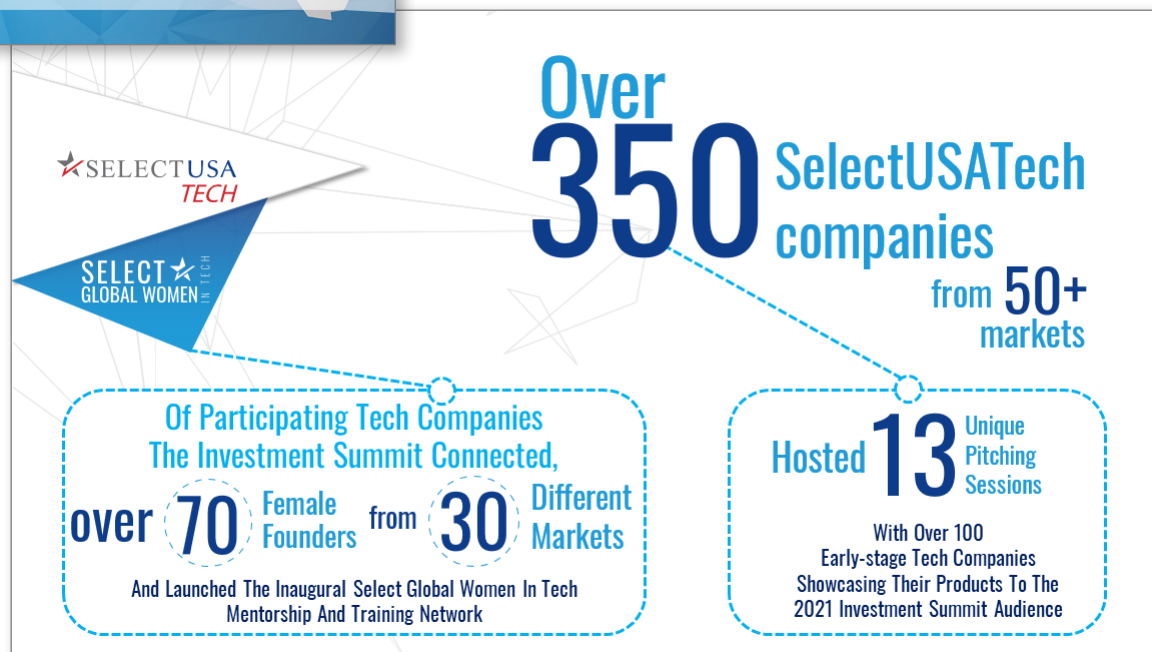 Over
350
SelectUSATech
companies
from 50+
markets
SELECTUSA
TECH
SELECT
GLOBAL WOMEN
IN TECH
Of Participating Tech Companies
The Investment Summit Connected,
over 70 Female Founders from 30 Different Markets
And Launched The Inaugural Select Global Women In Tech
Mentorship And Training Network
Hosted 13 Unique Pitching Sessions
With Over 100
Early-stage Tech Companies
Showcasing Their Products To The
2021 Investment Summit Audience